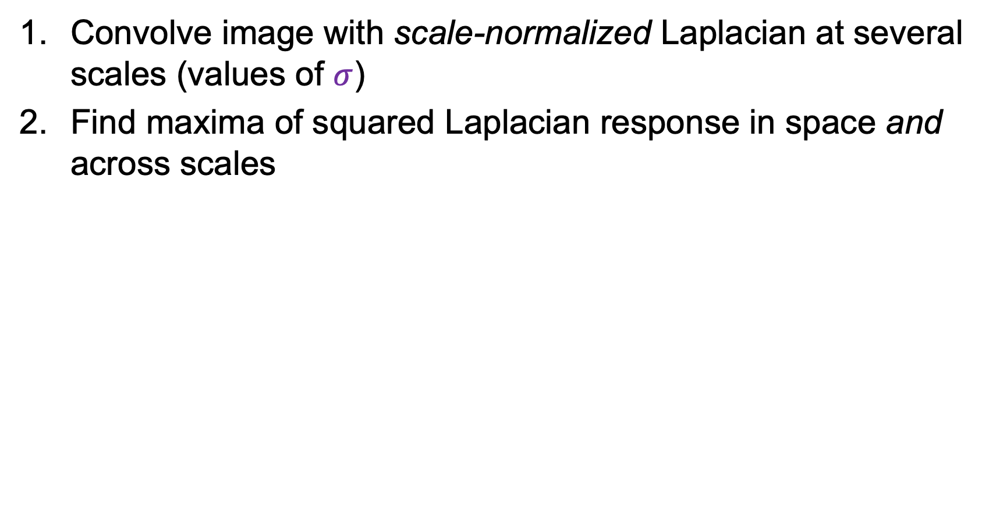 1. Convolve image with scale-normalized Laplacian at several
scales (values of σ)
2. Find maxima of squared Laplacian response in space and
across scales